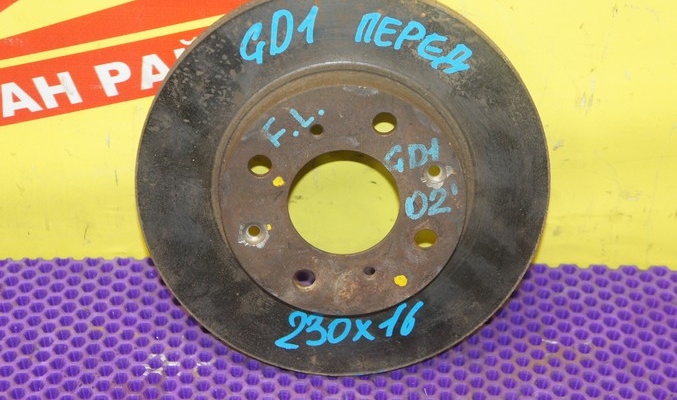 АН РАЙ
GD1 ПЕРЕД
F.L.
GD1
02'
230x16